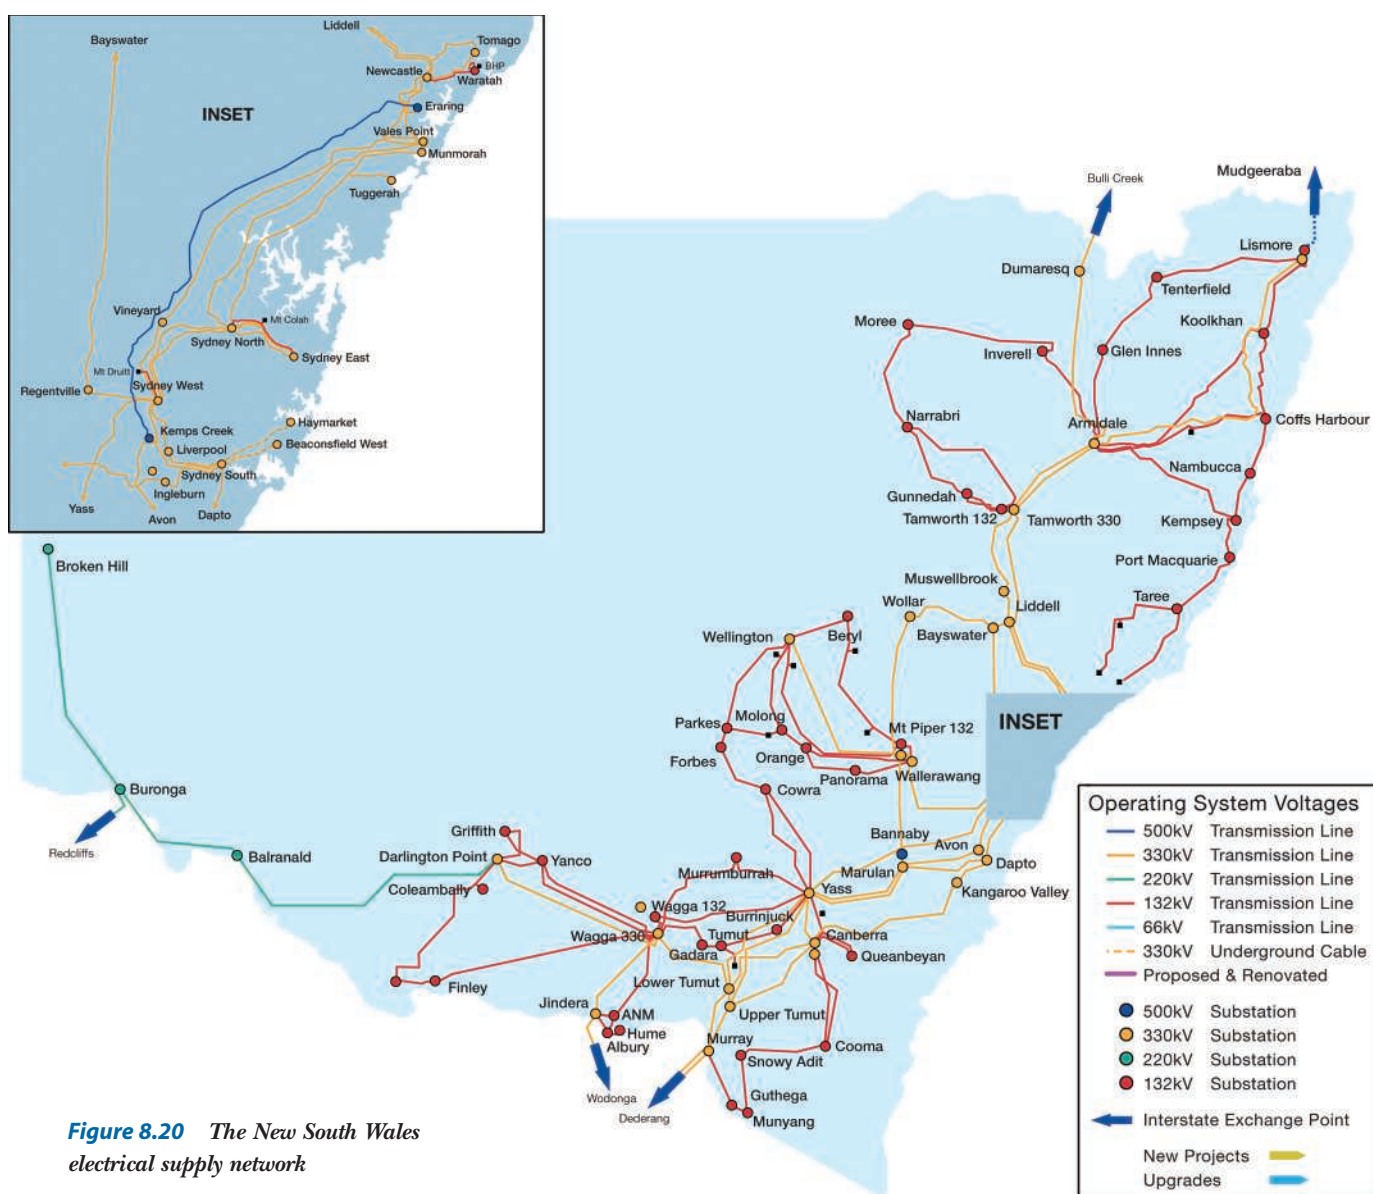 Liddell
Bayswater
Tomago
BHP
Newcastle
Waratah
INSET
Eraring
Vales Point
Munmorah
Tuggerah
Vineyard
Mt Colah
Sydney North
Sydney East
Mt Druitt
Sydney West
Regentville
Haymarket
Kemps Creek
Beaconsfield West
Liverpool
Sydney South
Ingleburn
Yass
Avon
Dapto
Bulli Creek
Mudgeeraba
Lismore
Dumaresq
Tenterfield
Moree
Koolkhan
Inverell
Glen Innes
Narrabri
Armidale
Coffs Harbour
Nambucca
Gunnedah
Tamworth 132
Tamworth 330
Kempsey
Broken Hill
Port Macquarie
Muswellbrook
Taree
Wollar
Liddell
Wellington
Beryl
Bayswater
Parkes
Molong
Mt Piper 132
INSET
Forbes
Orange
Panorama
Wallerawang
Buronga
Cowra
Redcliffs
Griffith
Bannaby
Balranald
Darlington Point
Yanco
Avon
Dapto
Murrumburrah
Marulan
Coleambally
Yass
Kangaroo Valley
Wagga 132
Burrinjuck
Wagga 330
Tumut
Canberra
Gadara
Queanbeyan
Finley
Lower Tumut
Jindera
ANM
Upper Tumut
Hume
Albury
Murray
Cooma
Snowy Adit
Wodonga
Guthega
Dederang
Munyang
Operating System Voltages
500kV Transmission Line
330kV Transmission Line
220kV Transmission Line
132kV Transmission Line
66kV Transmission Line
330kV Underground Cable
Proposed & Renovated
500kV Substation
330kV Substation
220kV Substation
132kV Substation
Interstate Exchange Point
New Projects
Upgrades
Figure 8.20 The New South Wales
electrical supply network